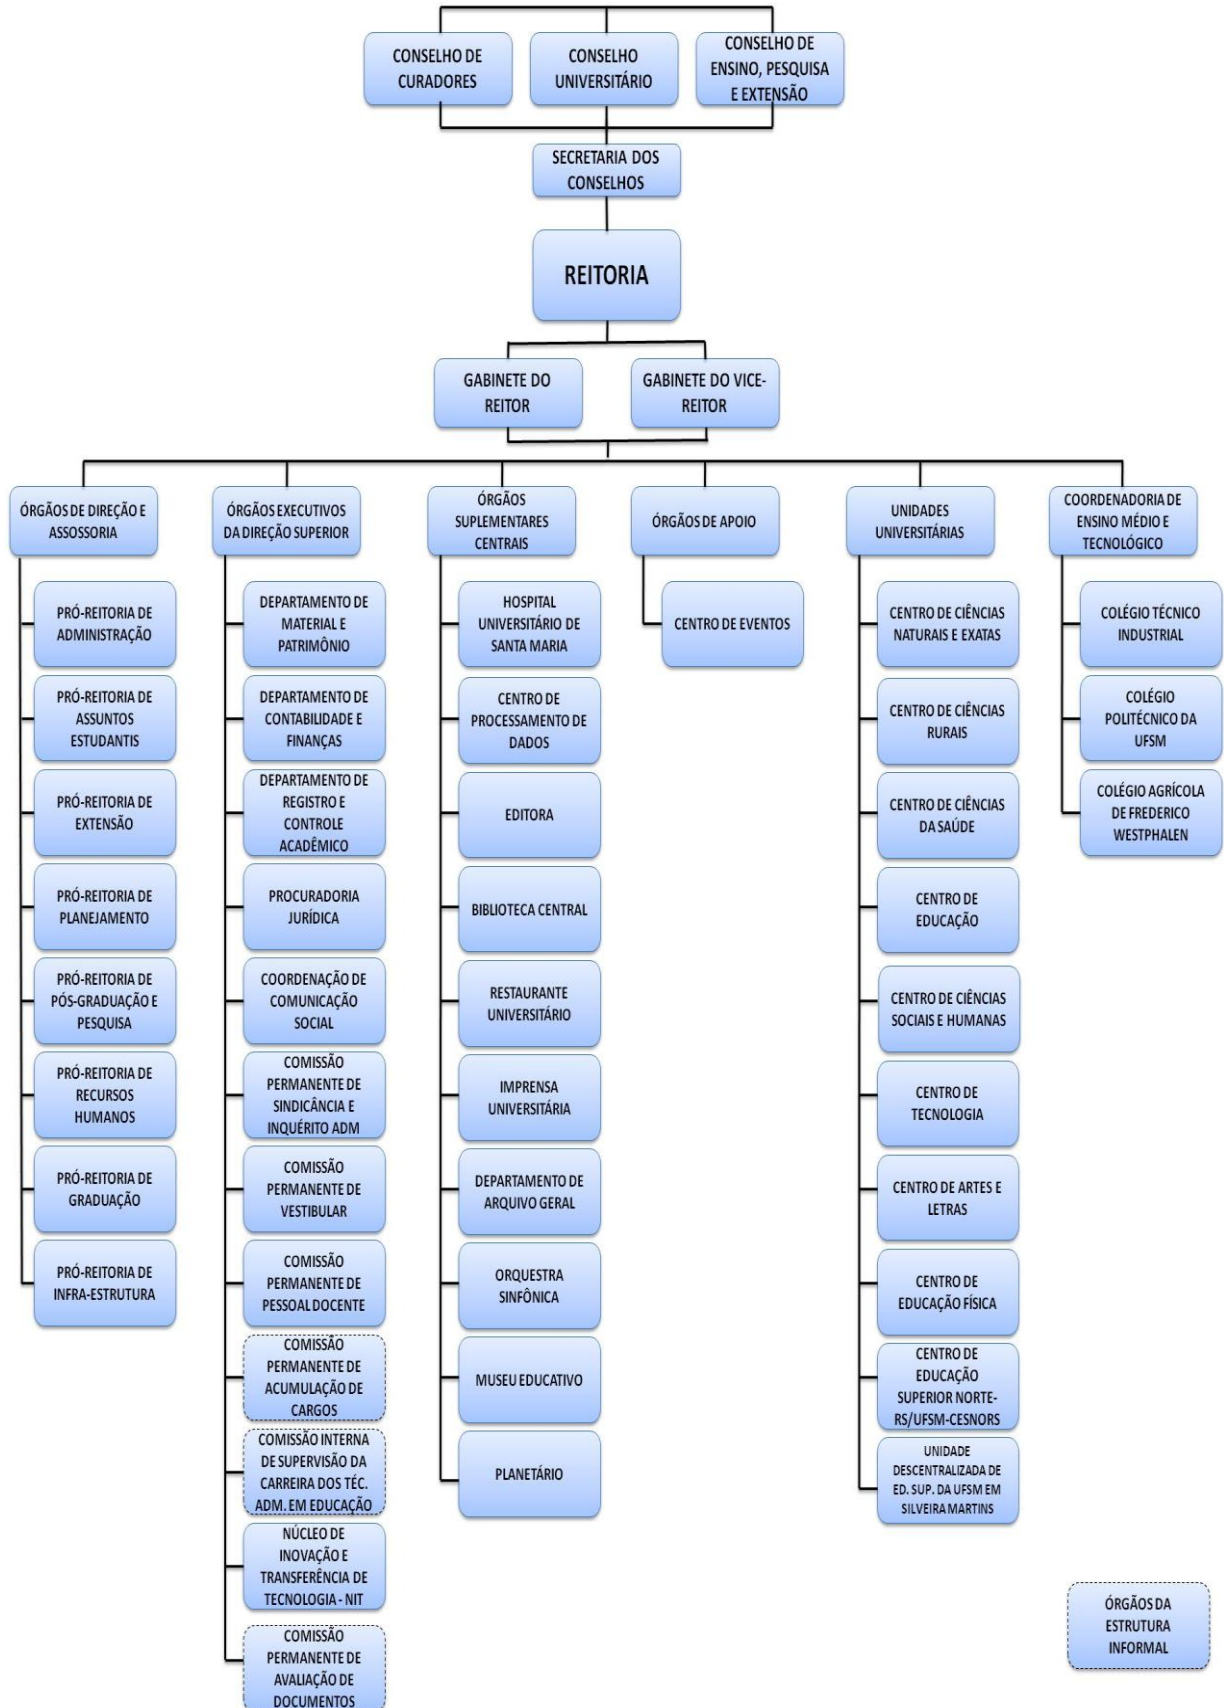 CONSELHO DE
CURADORES
CONSELHO
UNIVERSITÁRIO
CONSELHO DE
ENSINO, PESQUISA
E EXTENSÃO
SECRETARIA DOS
CONSELHOS
REITORIA
GABINETE DO
REITOR
GABINETE DO VICE-
REITOR
ÓRGÃOS DE DIREÇÃO E
ASSOSSORIA
PRÓ-REITORIA DE
ADMINISTRAÇÃO
PRÓ-REITORIA DE
ASSUNTOS
ESTUDANTIS
PRÓ-REITORIA DE
EXTENSÃO
PRÓ-REITORIA DE
PLANEJAMENTO
PRÓ-REITORIA DE
PÓS-GRADUAÇÃO E
PESQUISA
PRÓ-REITORIA DE
RECURSOS
HUMANOS
PRÓ-REITORIA DE
GRADUAÇÃO
PRÓ-REITORIA DE
INFRA-ESTRUTURA
ÓRGÃOS EXECUTIVOS
DA DIREÇÃO SUPERIOR
DEPARTAMENTO DE
MATERIAL E
PATRIMÔNIO
DEPARTAMENTO DE
CONTABILIDADE E
FINANÇAS
DEPARTAMENTO DE
REGISTRO E
CONTROLE
ACADÊMICO
PROCURADORIA
JURÍDICA
COORDENAÇÃO DE
COMUNICAÇÃO
SOCIAL
COMISSÃO
PERMANENTE DE
SINDICÂNCIA E
INQUÉRITO ADM
COMISSÃO
PERMANENTE DE
VESTIBULAR
COMISSÃO
PERMANENTE DE
PESSOAL DOCENTE
COMISSÃO
PERMANENTE DE
ACUMULAÇÃO DE
CARGOS
COMISSÃO INTERNA
DE SUPERVISÃO DA
CARREIRA DOS TÉC.
ADM. EM EDUCAÇÃO
NÚCLEO DE
INOVAÇÃO E
TRANSFERÊNCIA DE
TECNOLOGIA - NIT
COMISSÃO
PERMANENTE DE
AVALIAÇÃO DE
DOCUMENTOS
ÓRGÃOS
SUPLEMENTARES
CENTRAIS
HOSPITAL
UNIVERSITÁRIO DE
SANTA MARIA
CENTRO DE
PROCESSAMENTO DE
DADOS
EDITORA
BIBLIOTECA CENTRAL
RESTAURANTE
UNIVERSITÁRIO
IMPRENSA
UNIVERSITÁRIA
DEPARTAMENTO DE
ARQUIVO GERAL
ORQUESTRA
SINFÔNICA
MUSEU EDUCATIVO
PLANETÁRIO
ÓRGÃOS DE APOIO
CENTRO DE EVENTOS
UNIDADES
UNIVERSITÁRIAS
CENTRO DE CIÊNCIAS
NATURAIS E EXATAS
CENTRO DE CIÊNCIAS
RURAIS
CENTRO DE CIÊNCIAS
DA SAÚDE
CENTRO DE
EDUCAÇÃO
CENTRO DE CIÊNCIAS
SOCIAIS E HUMANAS
CENTRO DE
TECNOLOGIA
CENTRO DE ARTES E
LETRAS
CENTRO DE
EDUCAÇÃO FÍSICA
CENTRO DE
EDUCAÇÃO
SUPERIOR NORTE-
RS/UFSM-CESNORS
UNIDADE
DESCENTRALIZADA DE
ED. SUP. DA UFSM EM
SILVEIRA MARTINS
COORDENADORIA DE
ENSINO MÉDIO E
TECNOLÓGICO
COLÉGIO TÉCNICO
INDUSTRIAL
COLÉGIO
POLITÉCNICO DA
UFSM
COLÉGIO AGRÍCOLA
DE FREDERICO
WESTPHALEN
ÓRGÃOS DA
ESTRUTURA
INFORMAL